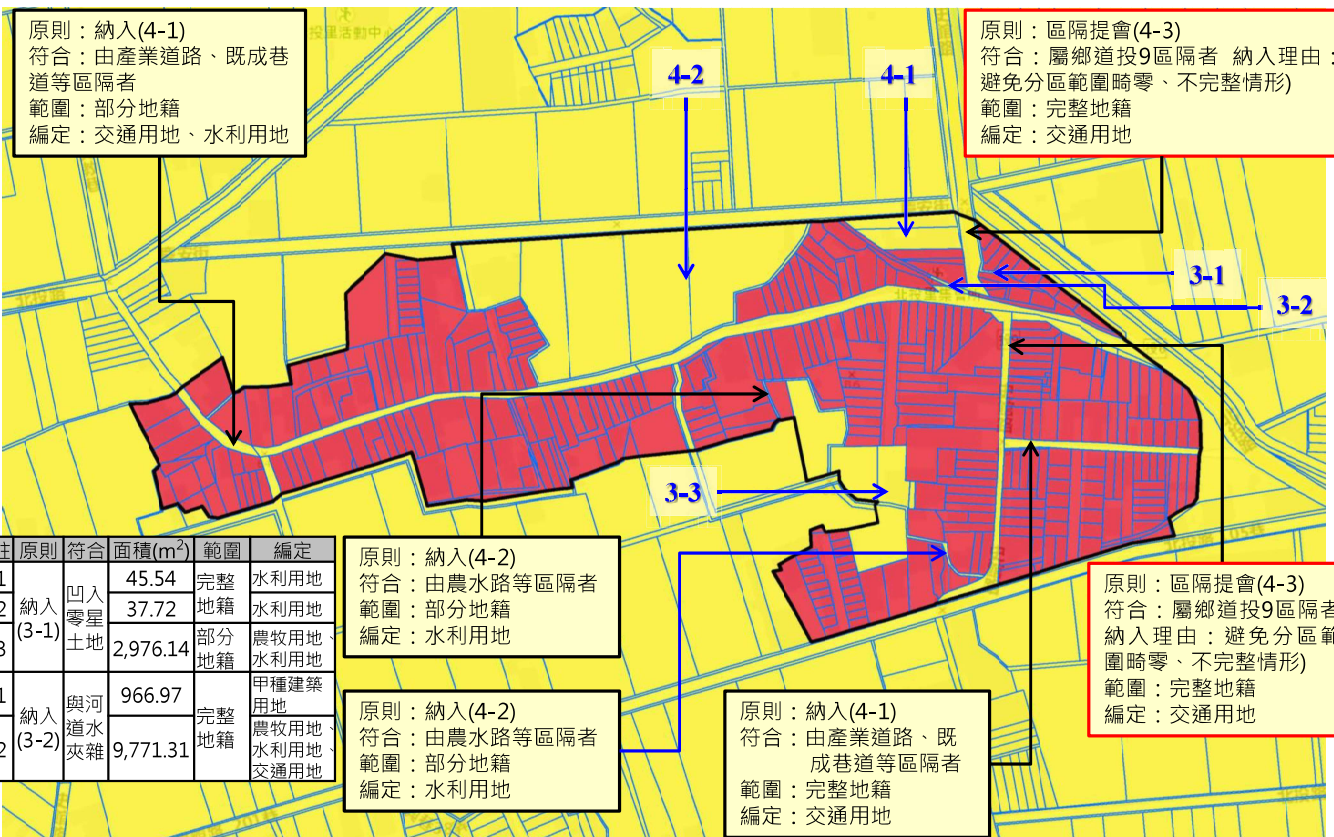 原則：納入(4-1)
符合：由產業道路、既成巷
道等區隔者
範圍：部分地籍
編定：交通用地、水利用地
4-2
4-1
原則：區隔提會(4-3)
符合：屬鄉道投9區隔者 納入理由：
避免分區範圍畸零、不完整情形)
範圍：完整地籍
編定：交通用地
3-1
3-2
3-3
註 原則 符合 面積(m²) 範圍 編定
1 納入(3-1) 凹入零星土地 45.54 完整地籍 水利用地
2 37.72 水利用地
3 2,976.14 部分地籍 農牧用地、水利用地
1 納入(3-2) 與河道水夾雜 966.97 完整地籍 甲種建築用地
2 9,771.31 農牧用地、水利用地、交通用地
原則：納入(4-2)
符合：由農水路等區隔者
範圍：部分地籍
編定：水利用地
原則：納入(4-2)
符合：由農水路等區隔者
範圍：部分地籍
編定：水利用地
原則：納入(4-1)
符合：由產業道路、既
成巷道等區隔者
範圍：完整地籍
編定：交通用地
原則：區隔提會(4-3)
符合：屬鄉道投9區隔者
納入理由：避免分區範
圍畸零、不完整情形)
範圍：完整地籍
編定：交通用地